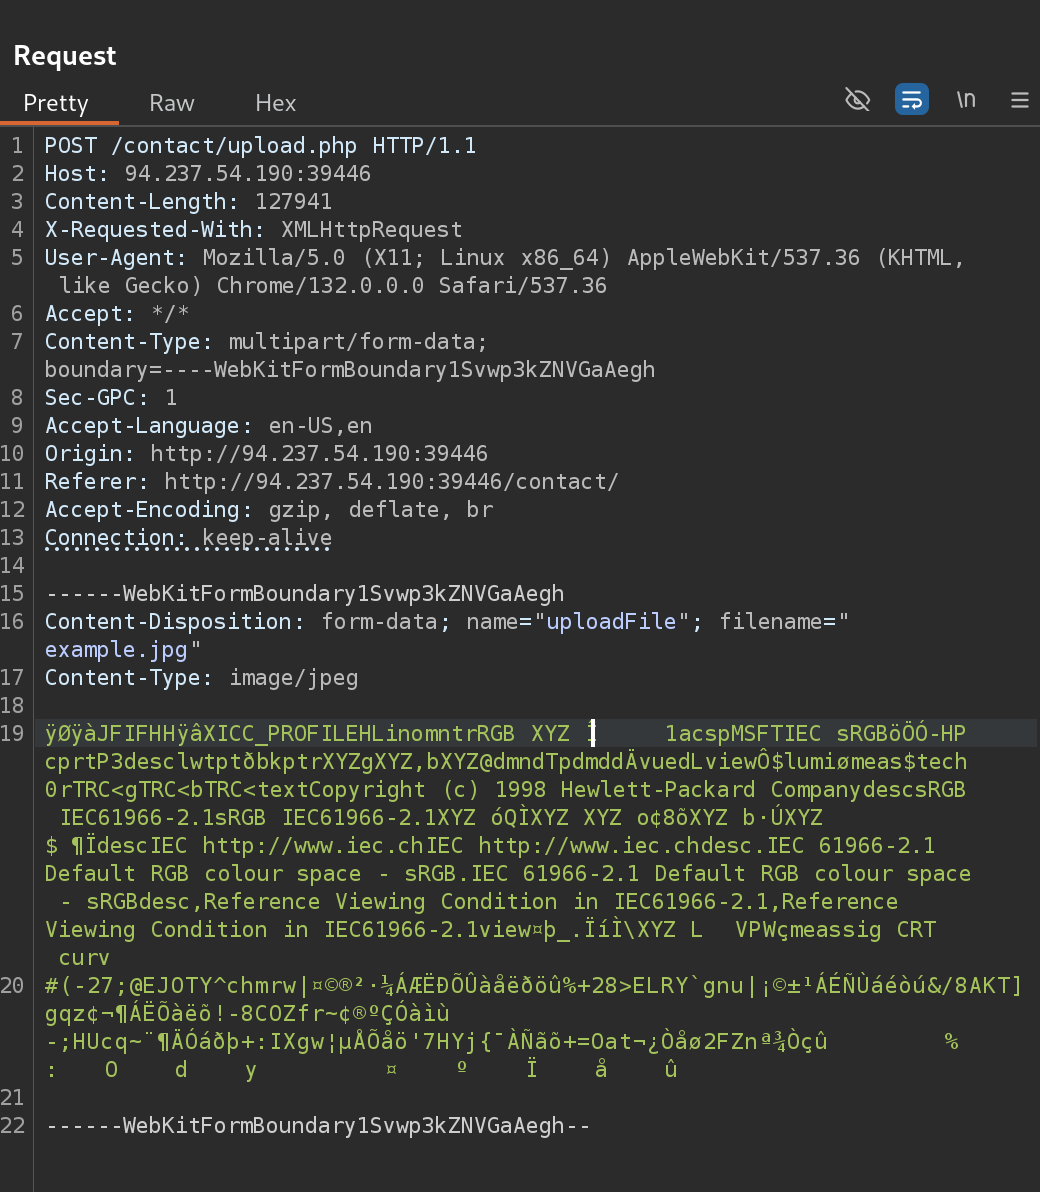 Request
Pretty Raw Hex \n
1 POST /contact/upload.php HTTP/1.1
2 Host: 94.237.54.190:39446
3 Content-Length: 127941
4 X-Requested-With: XMLHttpRequest
5 User-Agent: Mozilla/5.0 (X11; Linux x86_64) AppleWebKit/537.36 (KHTML,
like Gecko) Chrome/132.0.0.0 Safari/537.36
6 Accept: */*
7 Content-Type: multipart/form-data;
boundary=----WebKitFormBoundary1Svwp3kZNVGaAegh
8 Sec-GPC: 1
9 Accept-Language: en-US,en
10 Origin: http://94.237.54.190:39446
11 Referer: http://94.237.54.190:39446/contact/
12 Accept-Encoding: gzip, deflate, br
13 Connection: keep-alive
14
15 ------WebKitFormBoundary1Svwp3kZNVGaAegh
16 Content-Disposition: form-data; name="uploadFile"; filename="
example.jpg"
17 Content-Type: image/jpeg
18
19 ÿØÿàJFIFHHÿâXICC_PROFILEHLinomntrRGB XYZ 1acspMSFTIEC sRGBöÖÓ-HP
cprtP3desclwtptðbkptrXYZgXYZ,bXYZ@dmndTpdmddÄvuedLviewÔ$lumiømeas$tech
0rTRC<gTRC<bTRC<textCopyright (c) 1998 Hewlett-Packard CompanydescsRGB
IEC61966-2.1sRGB IEC61966-2.1XYZ óQÌXYZ XYZ o¢8õXYZ b·ÚXYZ
$ ¶ÏdescIEC http://www.iec.chIEC http://www.iec.chdesc.IEC 61966-2.1
Default RGB colour space - sRGB.IEC 61966-2.1 Default RGB colour space
- sRGBdesc,Reference Viewing Condition in IEC61966-2.1,Reference
Viewing Condition in IEC61966-2.1view¤þ_.ÏíÌ\XYZ L VPWçmeassig CRT
curv
20 #(-27;@EJOTY^chmrw|¤©®²·¼ÁÆËÐÕÛàåëðöû%+28>ELRY`gnu|¡©±¹ÁÉÑÙáéòú&/8AKT]
gqz¢¬¶ÁËÕàëõ!-8COZfr~¢®ºÇÓàìù
-;HUcq~¨¶ÄÓáðþ+:IXgw¦µÅÕåö'7HYj{¯ÀÑãõ+=Oat¬¿Òåø2FZnª¾Òçû %
: O d y ¤ º Ï å û
21
22 ------WebKitFormBoundary1Svwp3kZNVGaAegh--